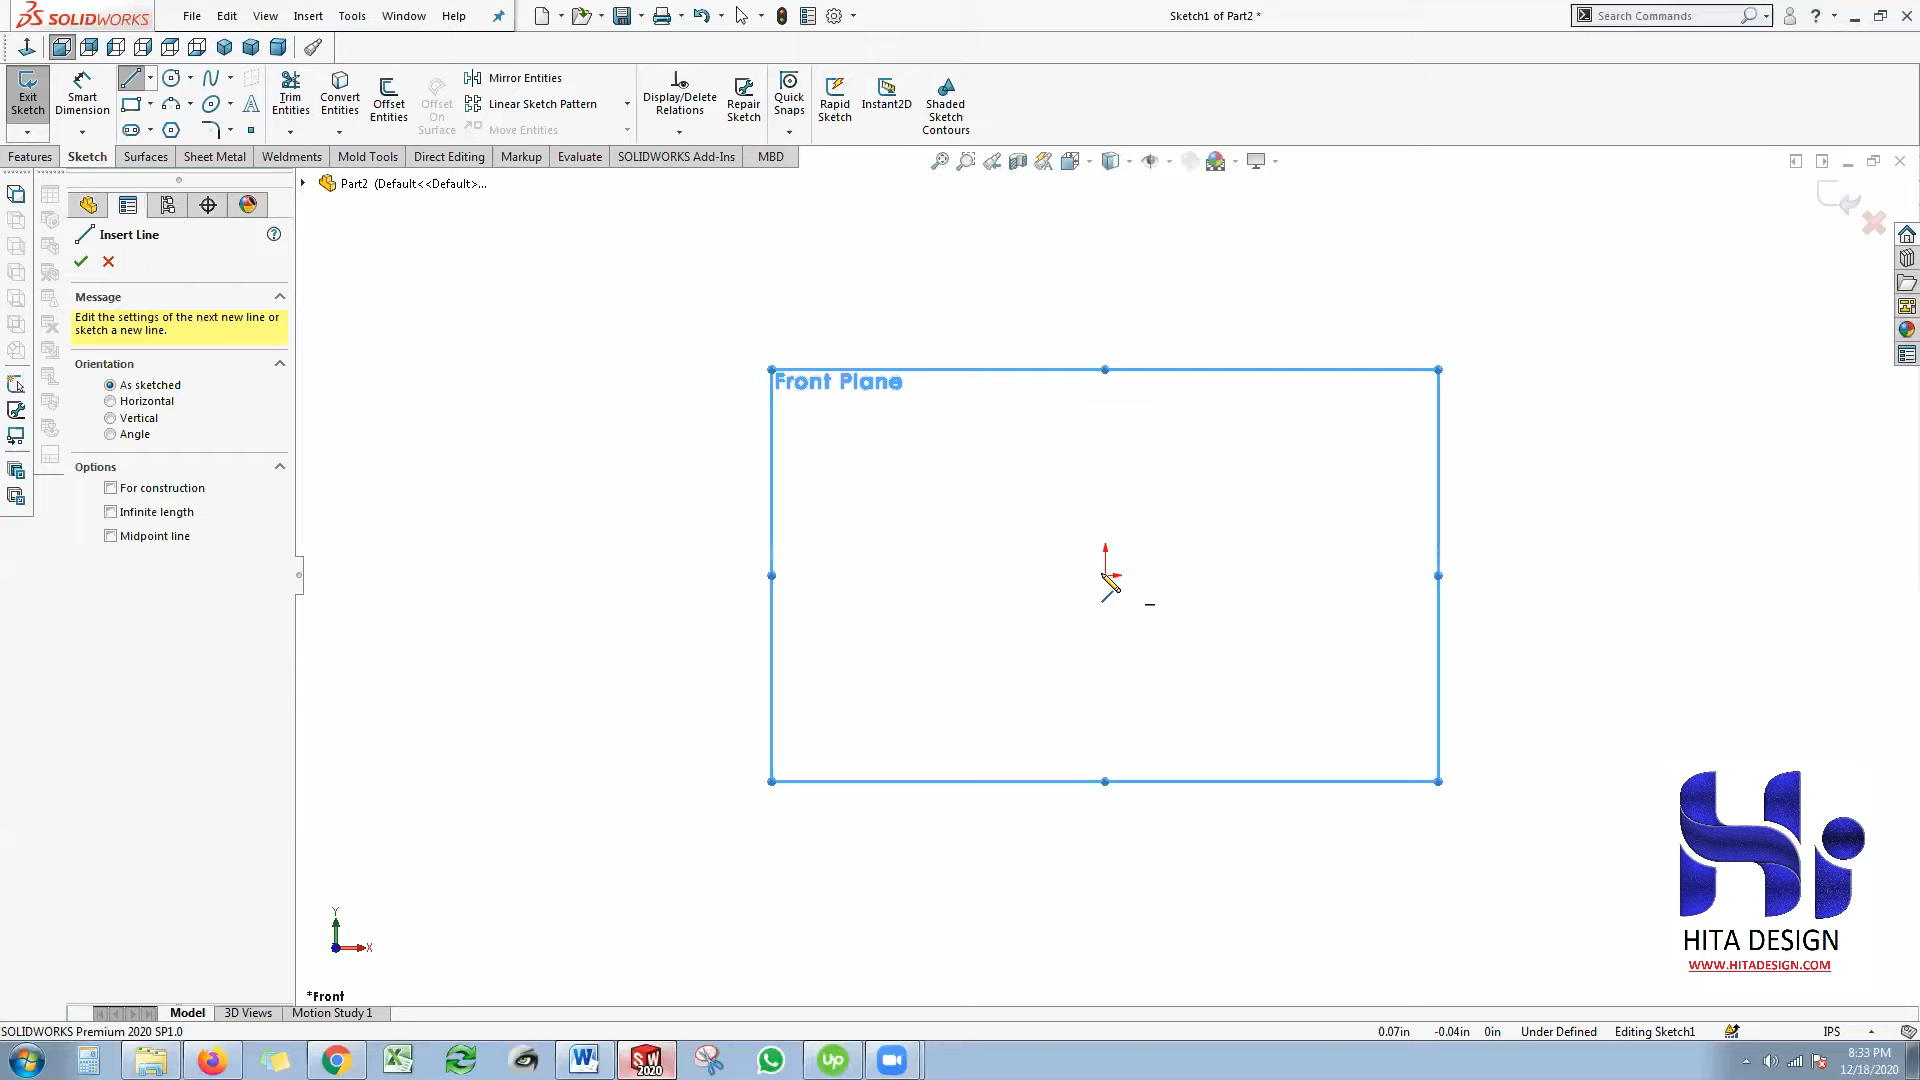 SOLIDWORKS File Edit View Insert Tools Window Help Sketch1 of Part2 * Search Commands
Exit Sketch
Smart Dimension
Trim Entities
Convert Entities
Offset Entities
Offset On Surface
Mirror Entities
Linear Sketch Pattern
Move Entities
Display/Delete Relations
Repair Sketch
Quick Snaps
Rapid Sketch
Instant2D
Shaded Sketch Contours
Features Sketch Surfaces Sheet Metal Weldments Mold Tools Direct Editing Markup Evaluate SOLIDWORKS Add-Ins MBD
Part2 (Default<<Default>...
Insert Line
Message
Edit the settings of the next new line or
sketch a new line.
Orientation
As sketched
Horizontal
Vertical
Angle
Options
For construction
Infinite length
Midpoint line
Front Plane
Y
X
*Front
HITA DESIGN
WWW.HITADESIGN.COM
Model 3D Views Motion Study 1
SOLIDWORKS Premium 2020 SP1.0 0.07in -0.04in 0in Under Defined Editing Sketch1 IPS
SW 2020
W
Up
8:33 PM
12/18/2020